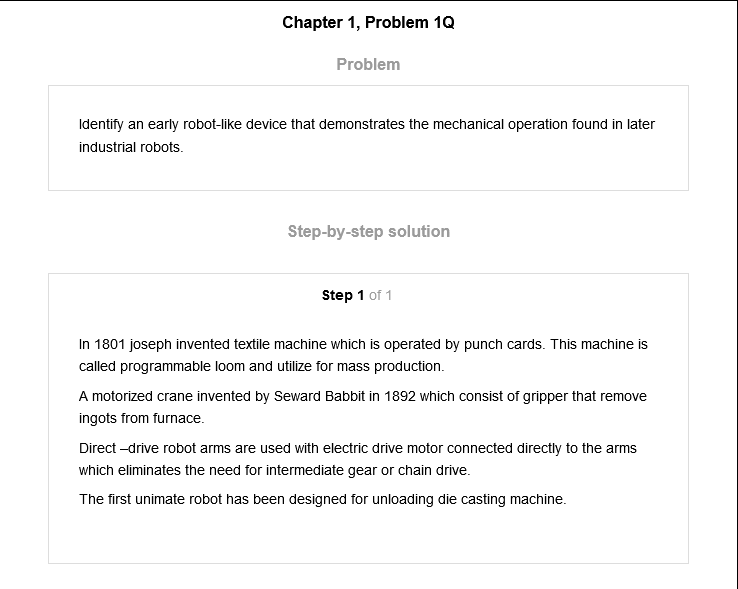 Chapter 1, Problem 1Q
Problem
Identify an early robot-like device that demonstrates the mechanical operation found in later
industrial robots.
Step-by-step solution
Step 1 of 1
In 1801 joseph invented textile machine which is operated by punch cards. This machine is
called programmable loom and utilize for mass production.
A motorized crane invented by Seward Babbit in 1892 which consist of gripper that remove
ingots from furnace.
Direct –drive robot arms are used with electric drive motor connected directly to the arms
which eliminates the need for intermediate gear or chain drive.
The first unimate robot has been designed for unloading die casting machine.